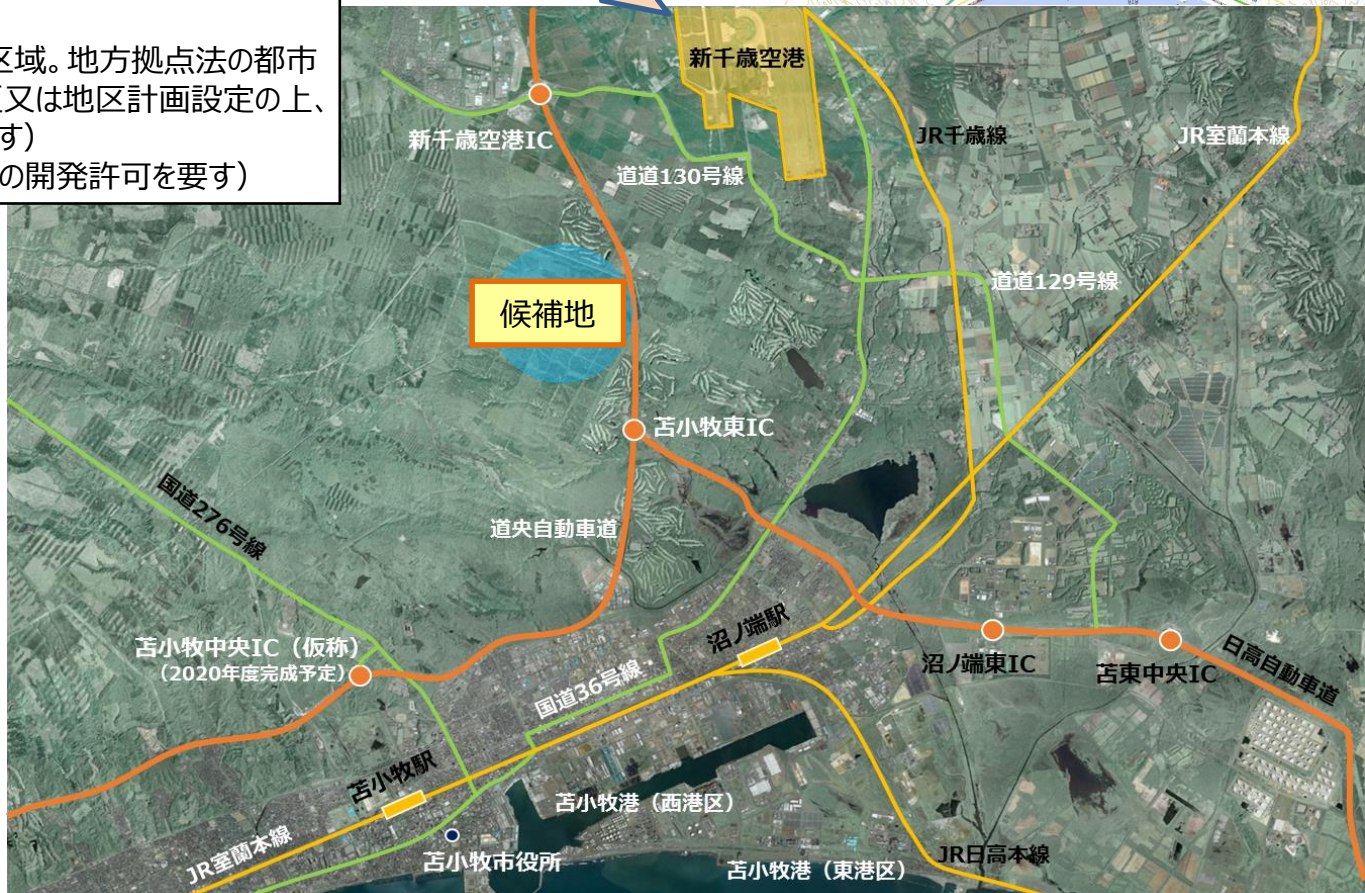 区域。地方拠点法の都市
又は地区計画設定の上、
す）
の開発許可を要す）
新千歳空港
新千歳空港IC
JR千歳線
JR室蘭本線
道道130号線
道道129号線
候補地
苫小牧東IC
国道276号線
道央自動車道
苫小牧中央IC（仮称）
（2020年度完成予定）
沼ノ端駅
国道36号線
沼ノ端東IC
苫東中央IC
日高自動車道
苫小牧駅
苫小牧港（西港区）
JR室蘭本線
苫小牧市役所
苫小牧港（東港区）
JR日高本線